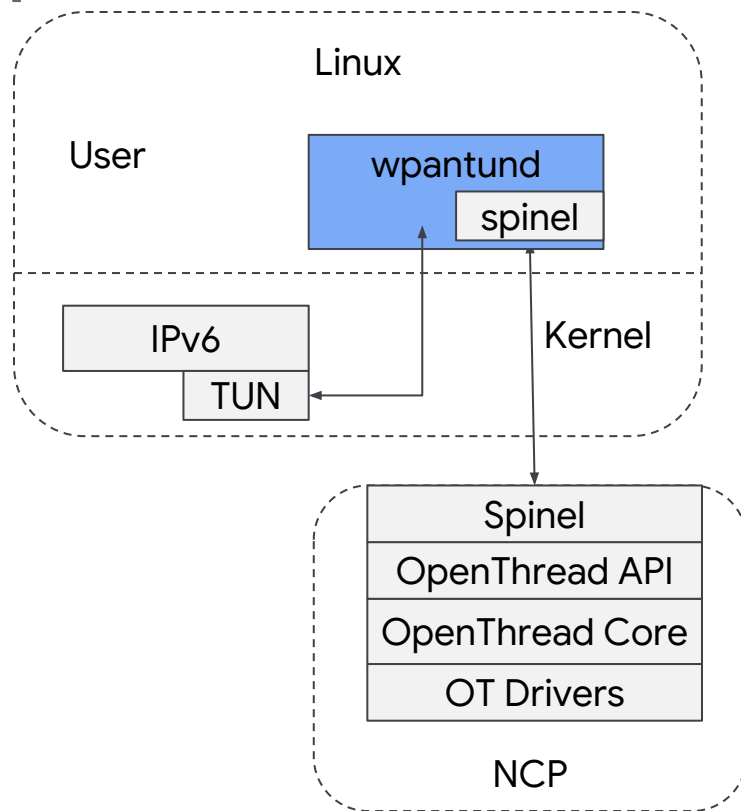 Linux
User
wpantund
spinel
IPv6
Kernel
TUN
Spinel
OpenThread API
OpenThread Core
OT Drivers
NCP